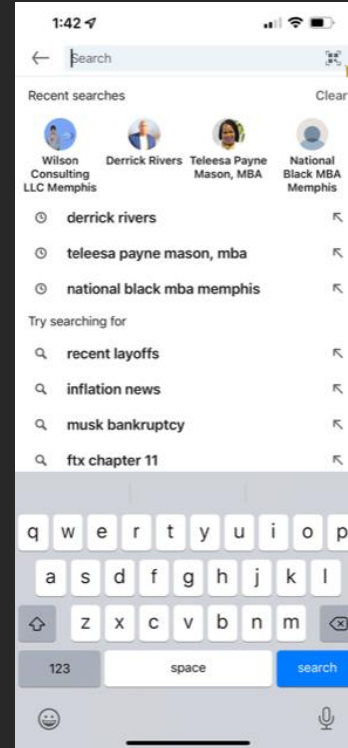 1:42
Search
Recent searches Clear
Wilson Consulting LLC Memphis
Derrick Rivers
Teleesa Payne Mason, MBA
National Black MBA Memphis
derrick rivers
teleesa payne mason, mba
national black mba memphis
Try searching for
recent layoffs
inflation news
musk bankruptcy
ftx chapter 11
q w e r t y u i o p
a s d f g h j k l
z x c v b n m
123 space search